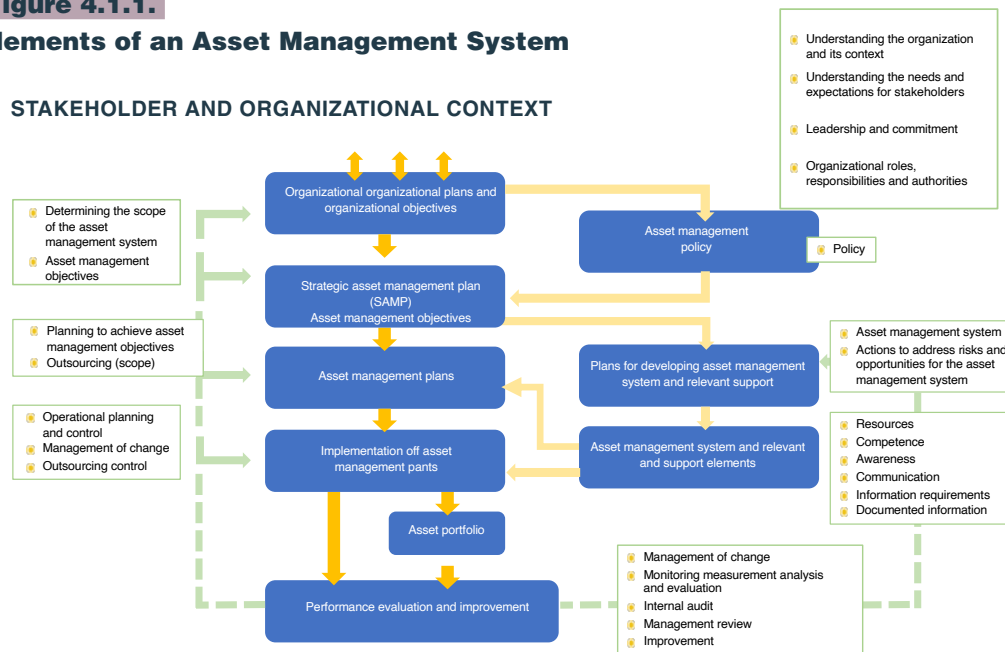 igure 4.1.1.
lements of an Asset Management System
STAKEHOLDER AND ORGANIZATIONAL CONTEXT
Understanding the organization
and its context
Understanding the needs and
expectations for stakeholders
Leadership and commitment
Organizational roles,
responsibilities and authorities
Organizational organizational plans and
organizational objectives
Determining the scope
of the asset
management system
Asset management
objectives
Asset management
policy
Policy
Strategic asset management plan
(SAMP)
Asset management objectives
Planning to achieve asset
management objectives
Outsourcing (scope)
Asset management plans
Plans for developing asset management
system and relevant support
Asset management system
Actions to address risks and
opportunities for the asset
management system
Operational planning
and control
Management of change
Outsourcing control
Implementation off asset
management pants
Asset management system and relevant
and support elements
Resources
Competence
Awareness
Communication
Information requirements
Documented information
Asset portfolio
Performance evaluation and improvement
Management of change
Monitoring measurement analysis
and evaluation
Internal audit
Management review
Improvement